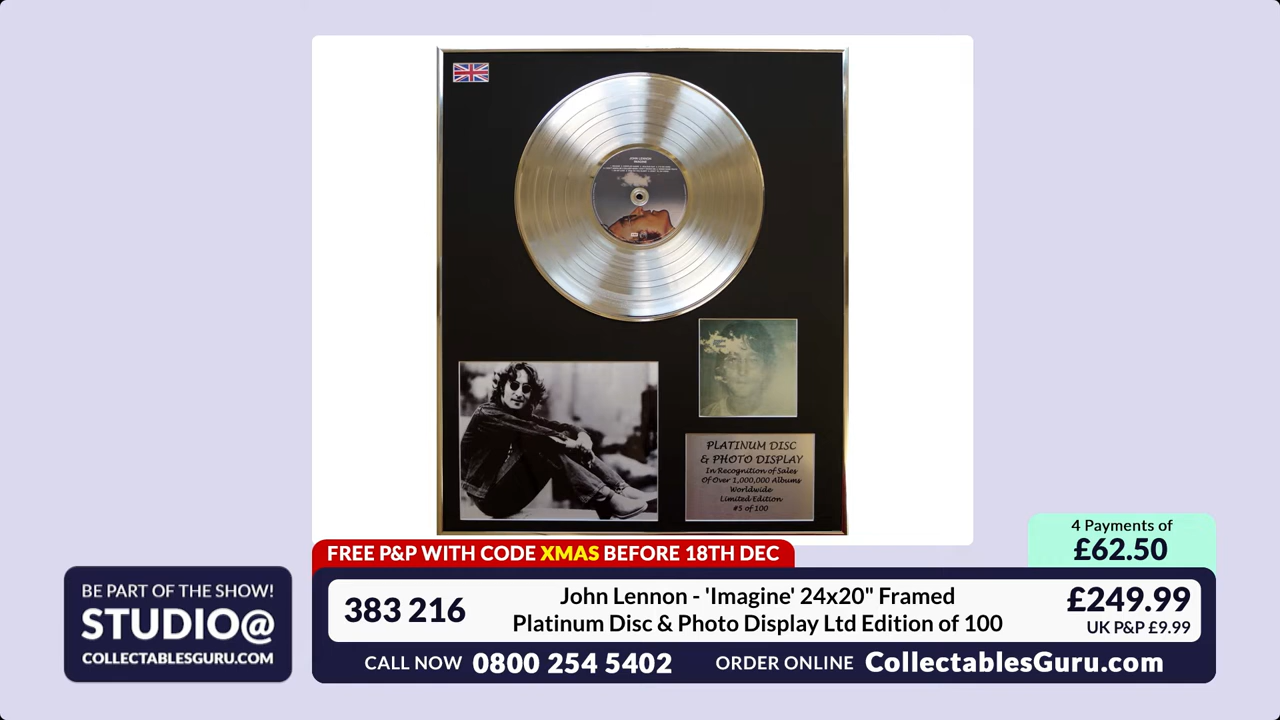 JOHN LENNON
IMAGINE
PLATINUM DISC
& PHOTO DISPLAY
In Recognition of Sales
Of Over 1,000,000 Albums
Worldwide
Limited Edition
#5 of 100
4 Payments of
£62.50
FREE P&P WITH CODE XMAS BEFORE 18TH DEC
BE PART OF THE SHOW!
STUDIO@
COLLECTABLESGURU.COM
383 216
John Lennon - 'Imagine' 24x20" Framed
Platinum Disc & Photo Display Ltd Edition of 100
£249.99
UK P&P £9.99
CALL NOW 0800 254 5402
ORDER ONLINE CollectablesGuru.com